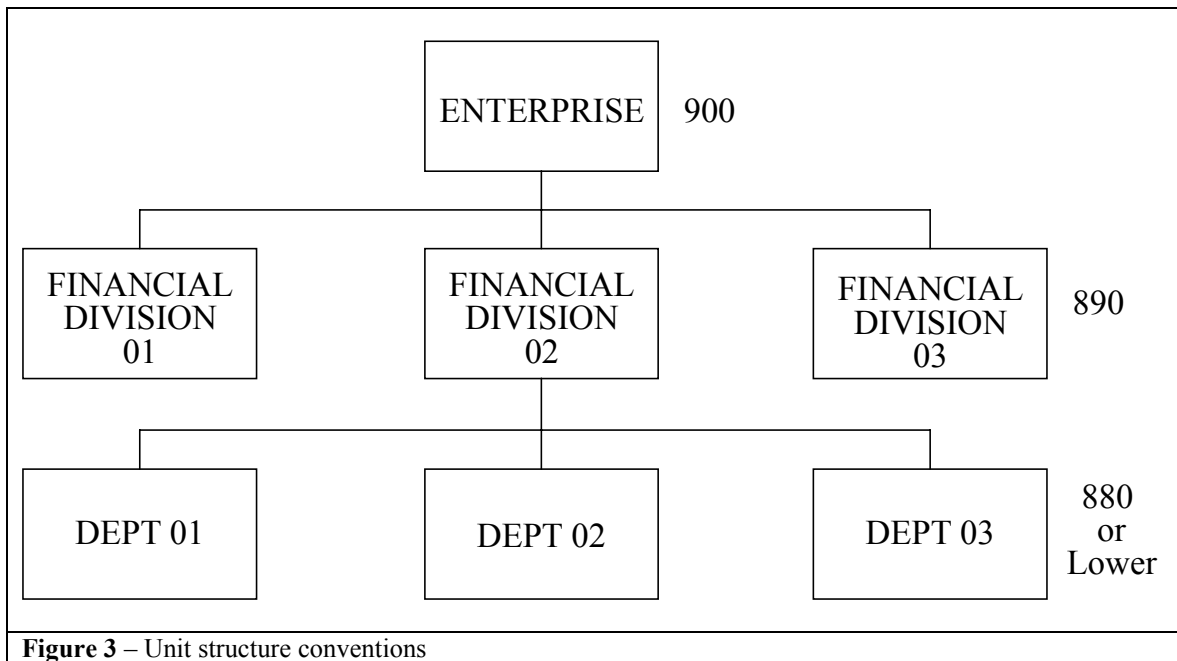 ENTERPRISE
900
FINANCIAL
DIVISION
01
FINANCIAL
DIVISION
02
FINANCIAL
DIVISION
03
890
DEPT 01
DEPT 02
DEPT 03
880
or
Lower
Figure 3 – Unit structure conventions